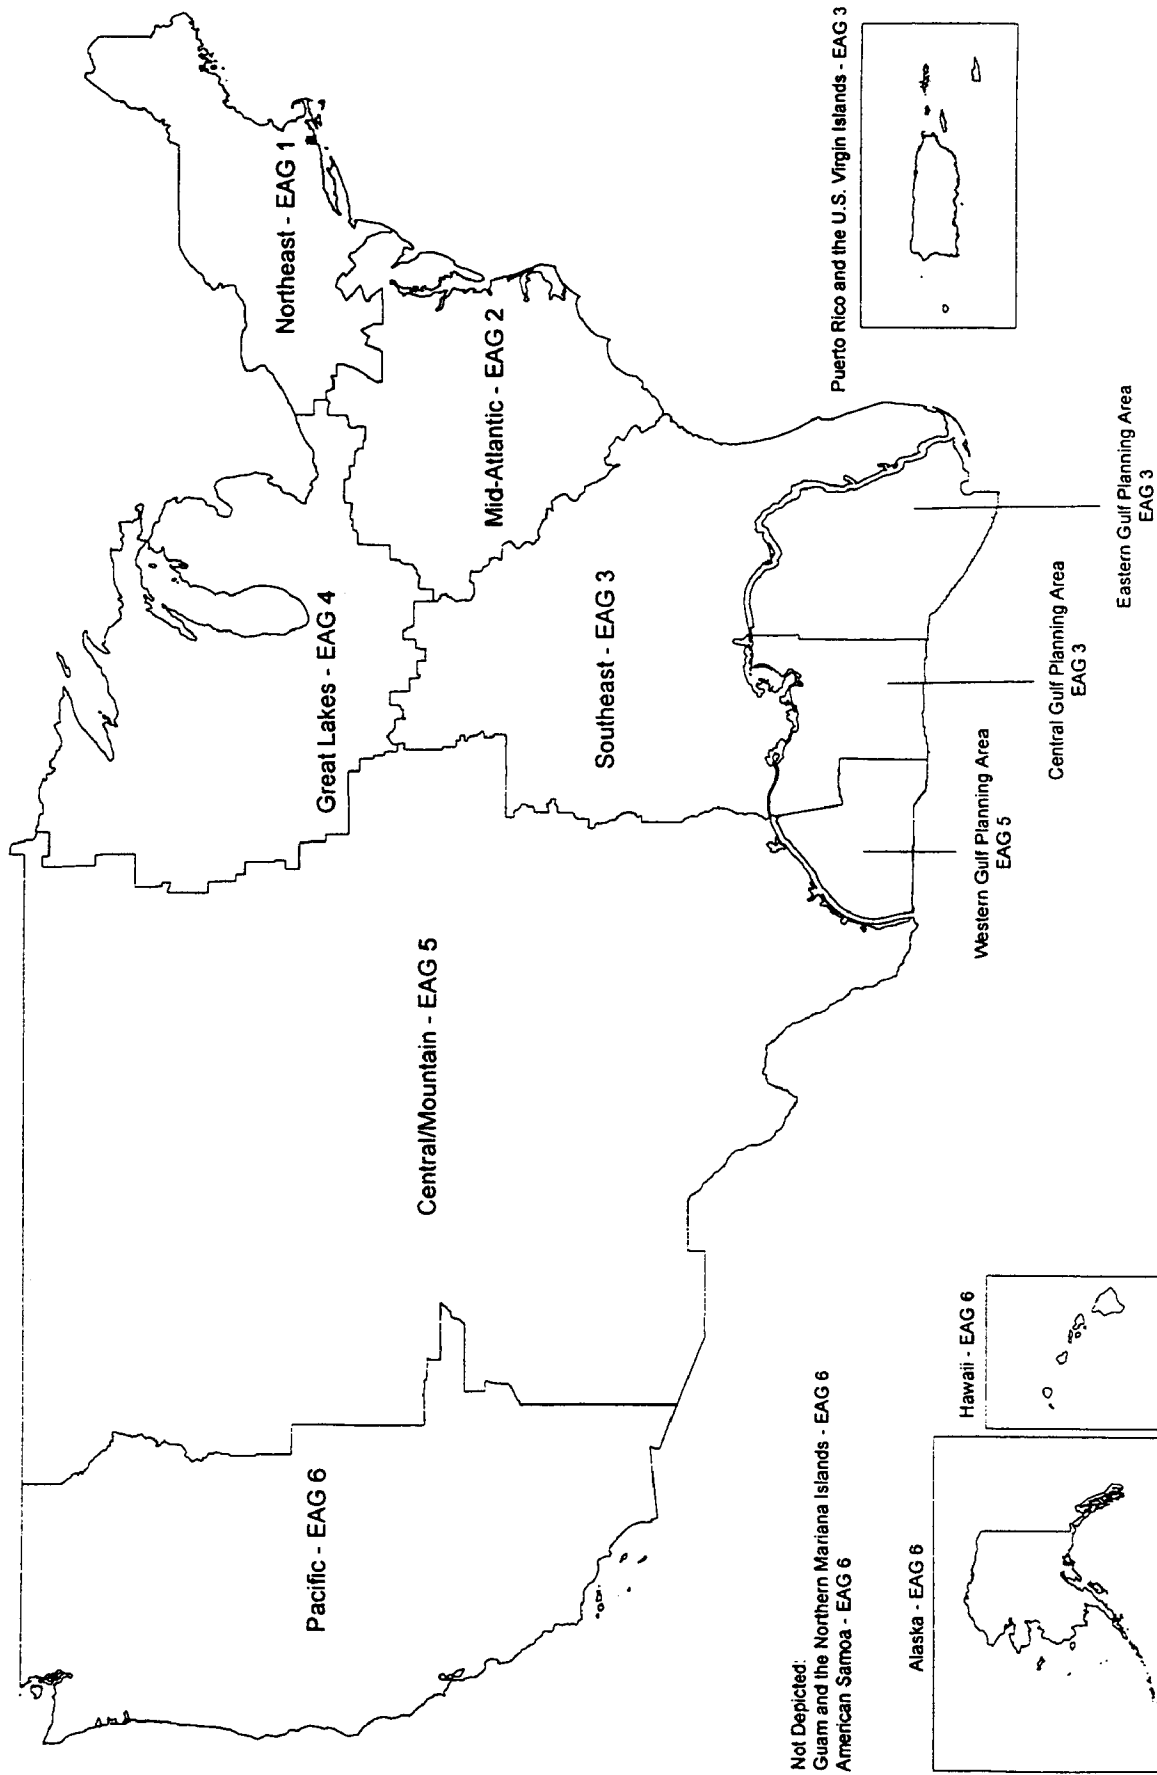 Northeast - EAG 1
Mid-Atlantic - EAG 2
Great Lakes - EAG 4
Southeast - EAG 3
Central/Mountain - EAG 5
Pacific - EAG 6
Puerto Rico and the U.S. Virgin Islands - EAG 3
Western Gulf Planning Area
EAG 5
Central Gulf Planning Area
EAG 3
Eastern Gulf Planning Area
EAG 3
Not Depicted:
Guam and the Northern Mariana Islands - EAG 6
American Samoa - EAG 6
Alaska - EAG 6
Hawaii - EAG 6